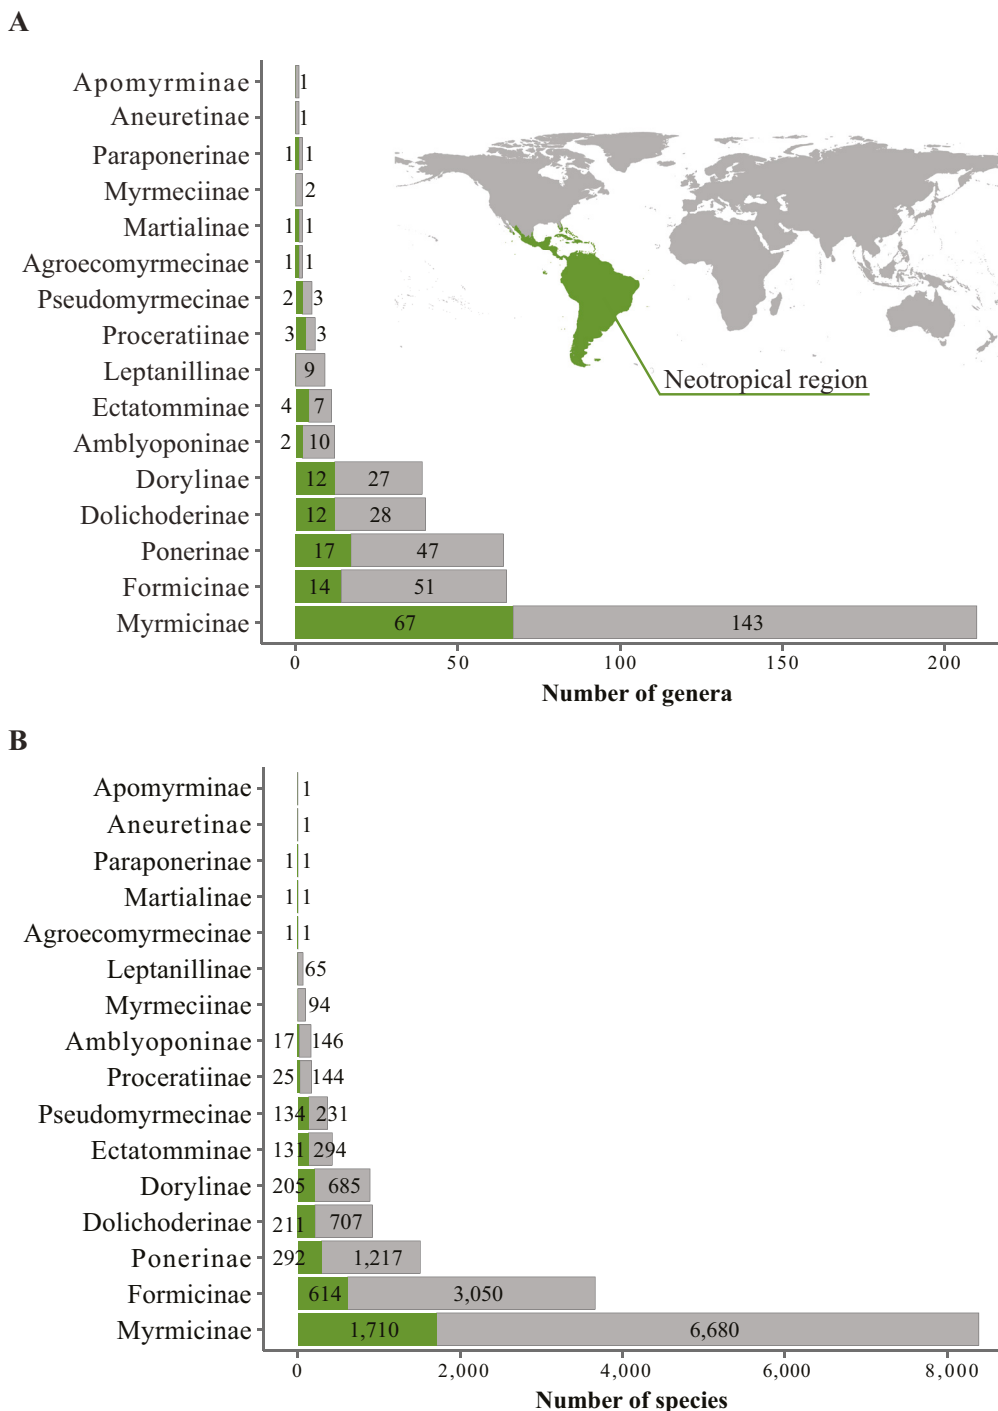 A
Apomyrminae 1
Aneuretinae 1
Paraponerinae 1 1
Myrmeciinae 2
Martialinae 1 1
Agroecomyrmecinae 1 1
Pseudomyrmecinae 2 3
Proceratiinae 3 3
Leptanillinae 9
Ectatomminae 4 7
Amblyoponinae 2 10
Dorylinae 12 27
Dolichoderinae 12 28
Ponerinae 17 47
Formicinae 14 51
Myrmicinae 67 143
Neotropical region
0 50 100 150 200
Number of genera
B
Apomyrminae 1
Aneuretinae 1
Paraponerinae 1 1
Martialinae 1 1
Agroecomyrmecinae 1 1
Leptanillinae 65
Myrmeciinae 94
Amblyoponinae 17 146
Proceratiinae 25 144
Pseudomyrmecinae 134 231
Ectatomminae 131 294
Dorylinae 205 685
Dolichoderinae 211 707
Ponerinae 292 1,217
Formicinae 614 3,050
Myrmicinae 1,710 6,680
0 2,000 4,000 6,000 8,000
Number of species